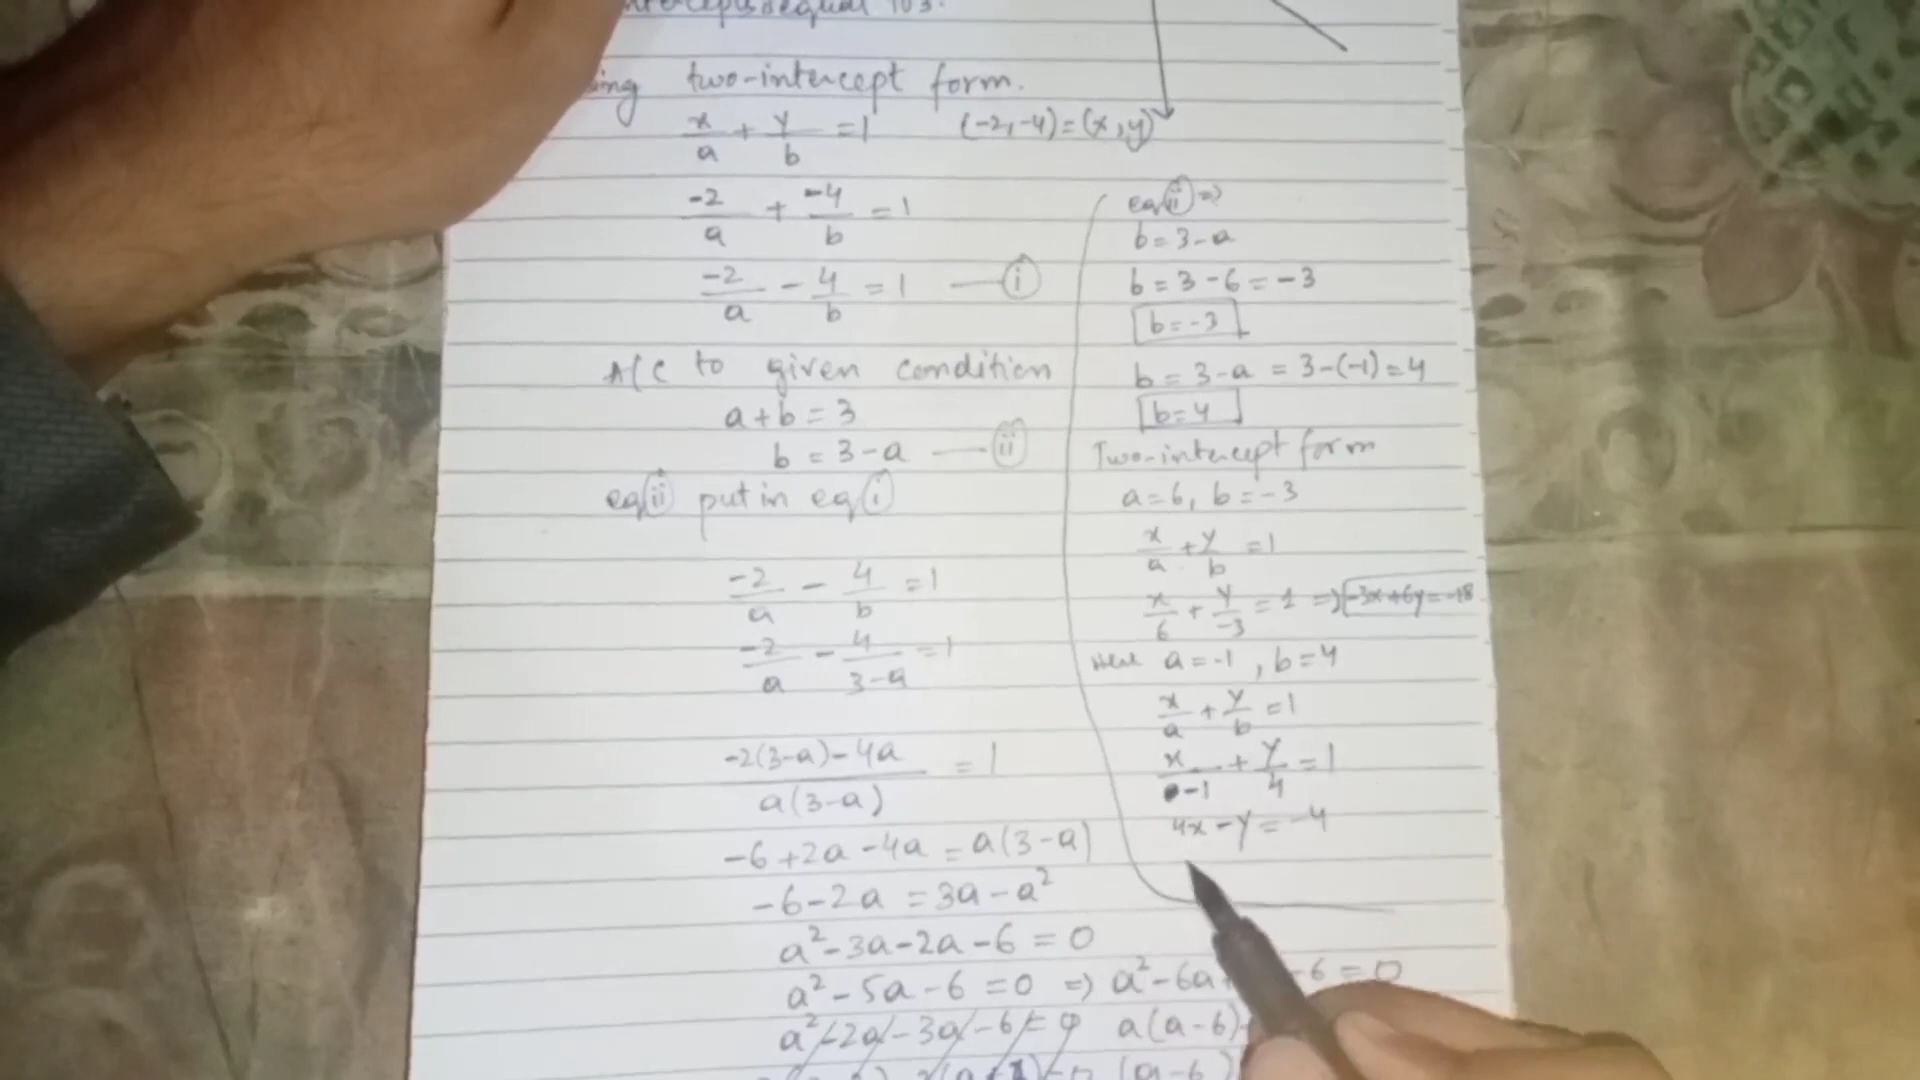 two-intercept form.
x/a + y/b = 1 (-2,-4)=(x,y)
-2/a + -4/b = 1
-2/a - 4/b = 1 — (i)
A/C to given condition
a+b = 3
b = 3-a — (ii)
eq(ii) put in eq(i)
-2/a - 4/b = 1
-2/a - 4/3-a = 1
-2(3-a)-4a/a(3-a) = 1
-6+2a-4a = a(3-a)
-6-2a = 3a-a²
a²-3a-2a-6 = 0
a²-5a-6 = 0 => a²-6a -6=0
a²-2a-3a-6=0 a(a-6)
(a-6)
eq(ii) =>
b=3-a
b=3-6=-3
b=-3
b=3-a=3-(-1)=4
b=4
Two-intercept form
a=6, b=-3
x/a + y/b = 1
x/6 + y/-3 = 1 => -3x+6y=-18
a=-1, b=4
x/a + y/b = 1
x/-1 + y/4 = 1
4x-y=-4